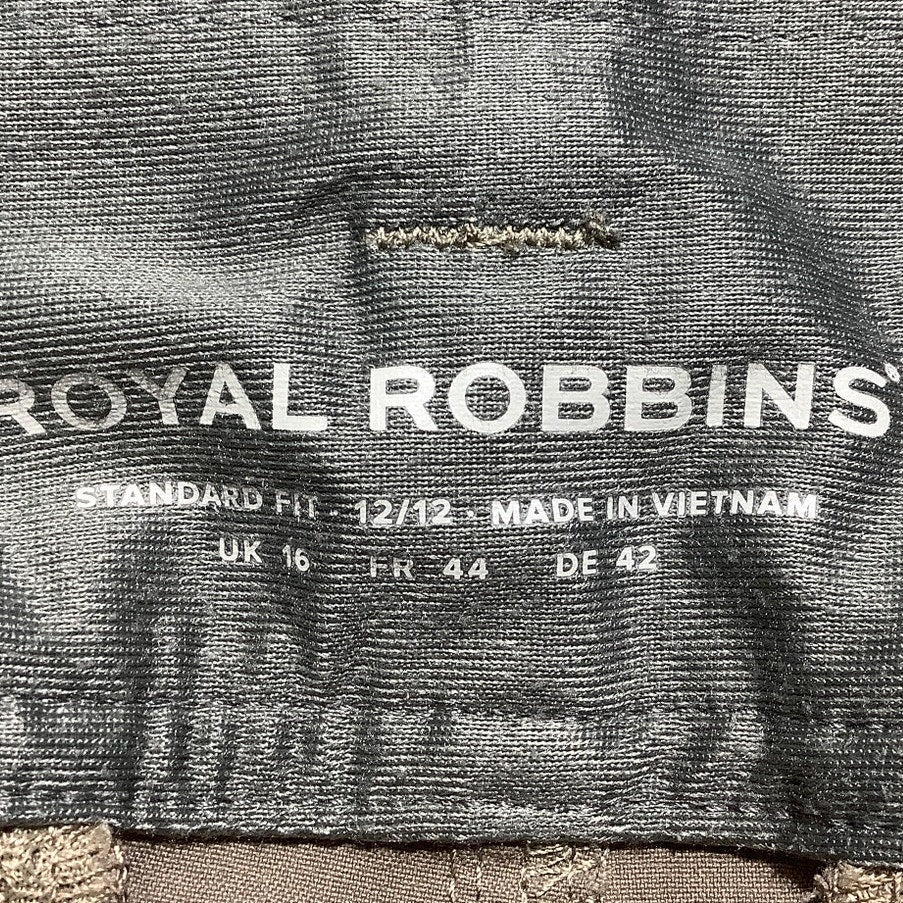 ROYAL ROBBINS®
STANDARD FIT · 12/12 · MADE IN VIETNAM
UK 16 FR 44 DE 42